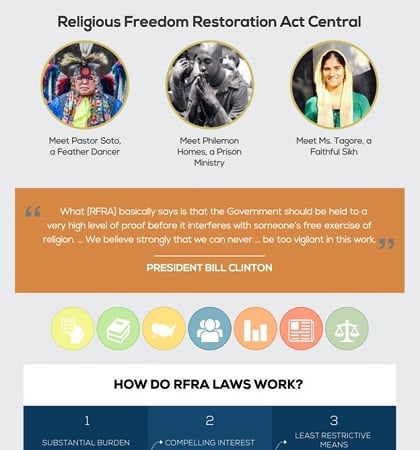 Religious Freedom Restoration Act Central
Meet Pastor Soto,
a Feather Dancer
Meet Philemon
Homes, a Prison
Ministry
Meet Ms. Tagore, a
Faithful Sikh
“ What [RFRA] basically says is that the Government should be held to a
very high level of proof before it interferes with someone's free exercise of
religion. ... We believe strongly that we can never ... be too vigilant in this work. ”
PRESIDENT BILL CLINTON
HOW DO RFRA LAWS WORK?
1
SUBSTANTIAL BURDEN
2
COMPELLING INTEREST
3
LEAST RESTRICTIVE
MEANS